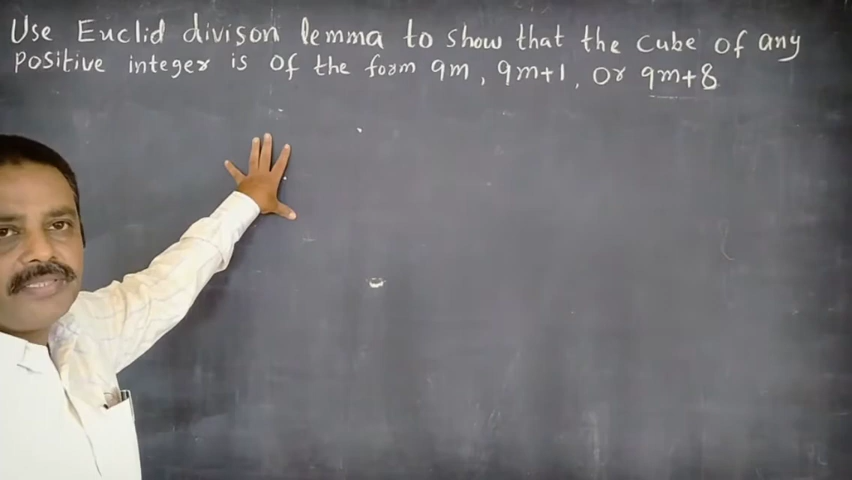 Use Euclid divison lemma to show that the cube of any
positive integer is of the form 9m, 9m+1, or 9m+8